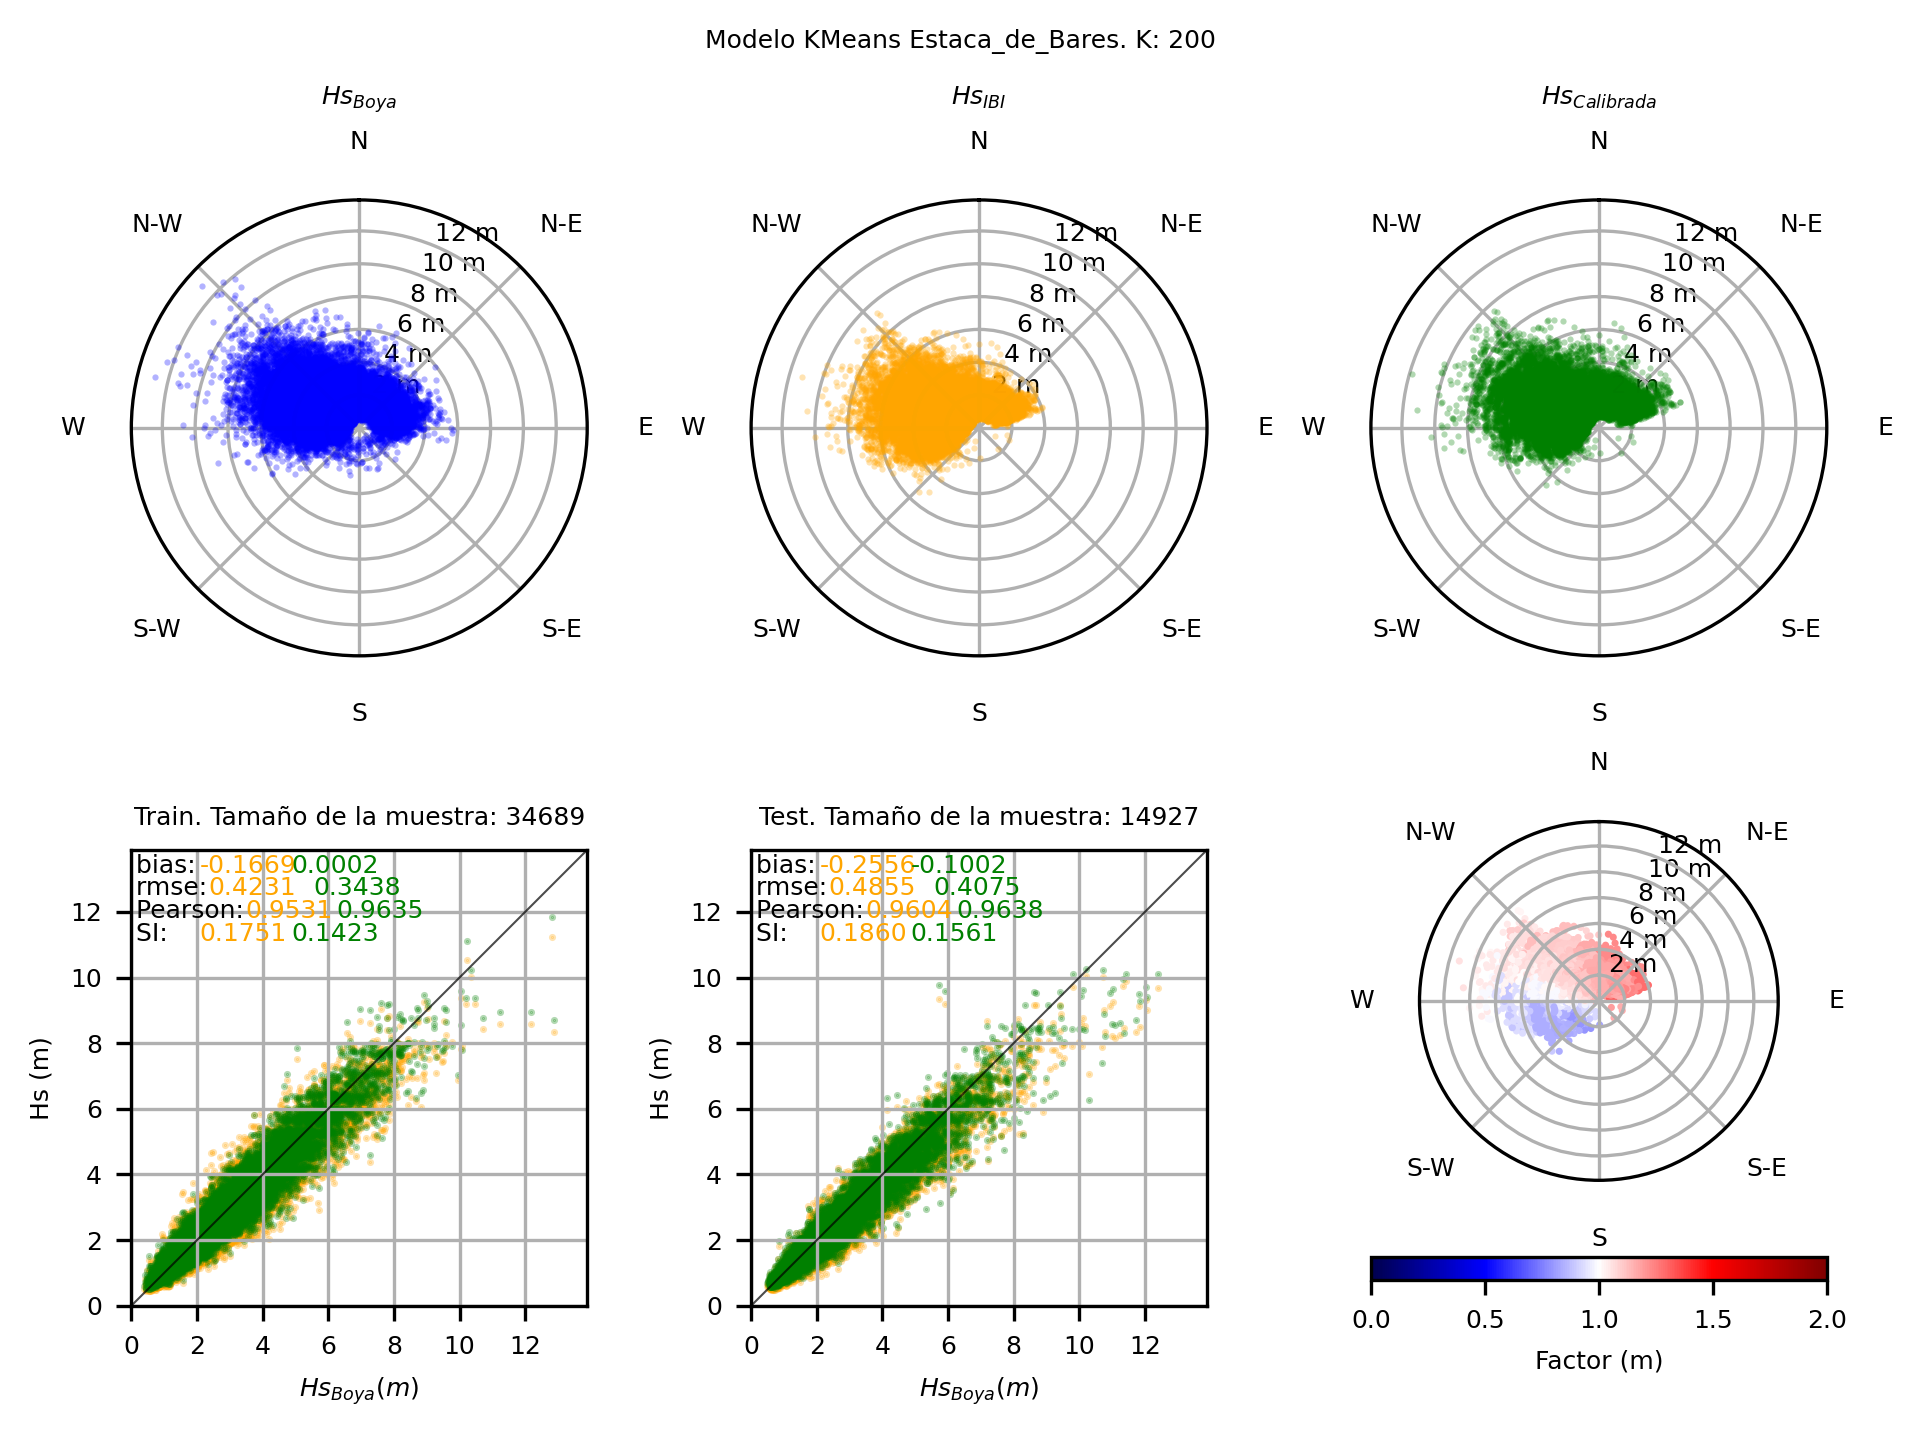 Modelo KMeans Estaca_de_Bares. K: 200
Hs_Boya
N
N-W
N-E
12 m
10 m
8 m
6 m
4 m
m
W
E
S-W
S-E
S
Hs_IBI
N
N-W
N-E
12 m
10 m
8 m
6 m
4 m
2 m
W
E
S-W
S-E
S
Hs_Calibrada
N
N-W
N-E
12 m
10 m
8 m
6 m
4 m
m
W
E
S-W
S-E
S
Train. Tamaño de la muestra: 34689
bias: -0.1669 0.0002
rmse: 0.4231 0.3438
Pearson: 0.9531 0.9635
SI: 0.1751 0.1423
Hs (m)
12
10
8
6
4
2
0
0 2 4 6 8 10 12
Hs_Boya(m)
Test. Tamaño de la muestra: 14927
bias: -0.2556 -0.1002
rmse: 0.4855 0.4075
Pearson: 0.9604 0.9638
SI: 0.1860 0.1561
Hs (m)
12
10
8
6
4
2
0
0 2 4 6 8 10 12
Hs_Boya(m)
N
N-W
N-E
12 m
10 m
8 m
6 m
4 m
2 m
W
E
S-W
S-E
S
0.0 0.5 1.0 1.5 2.0
Factor (m)